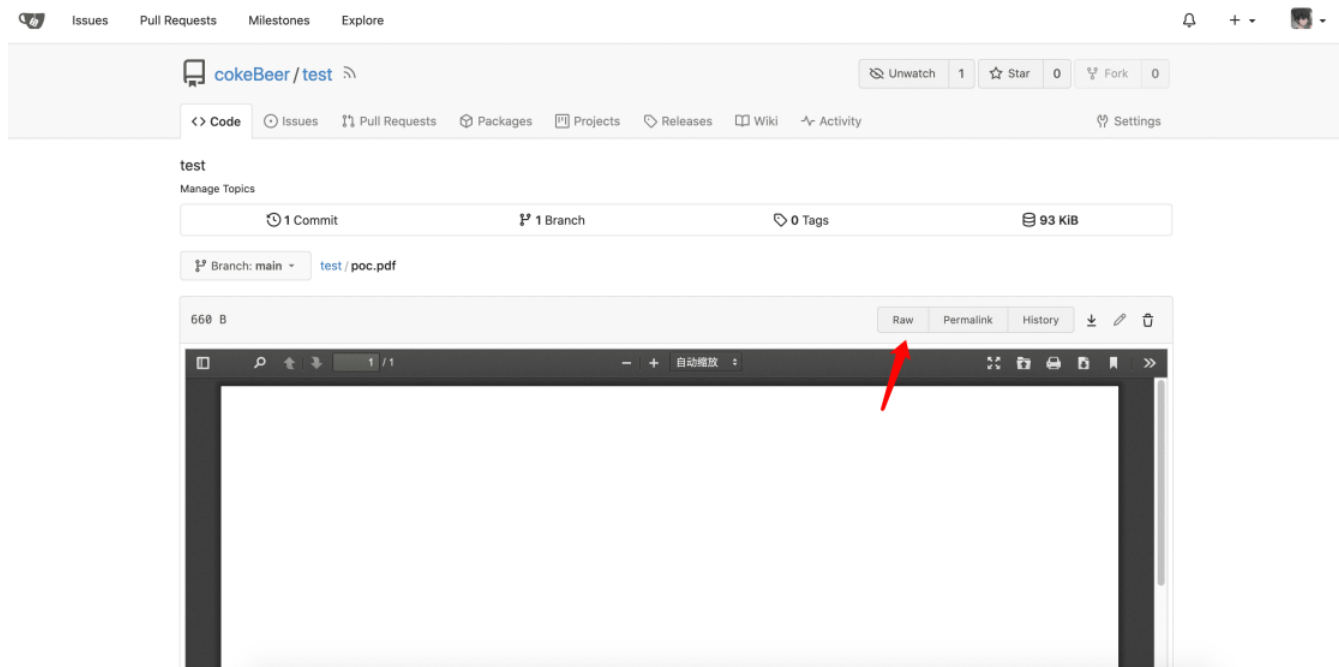 Issues Pull Requests Milestones Explore
cokeBeer / test
Unwatch 1 Star 0 Fork 0
Code Issues Pull Requests Packages Projects Releases Wiki Activity Settings
test
Manage Topics
1 Commit 1 Branch 0 Tags 93 KiB
Branch: main test / poc.pdf
660 B Raw Permalink History
1 / 1 自动缩放